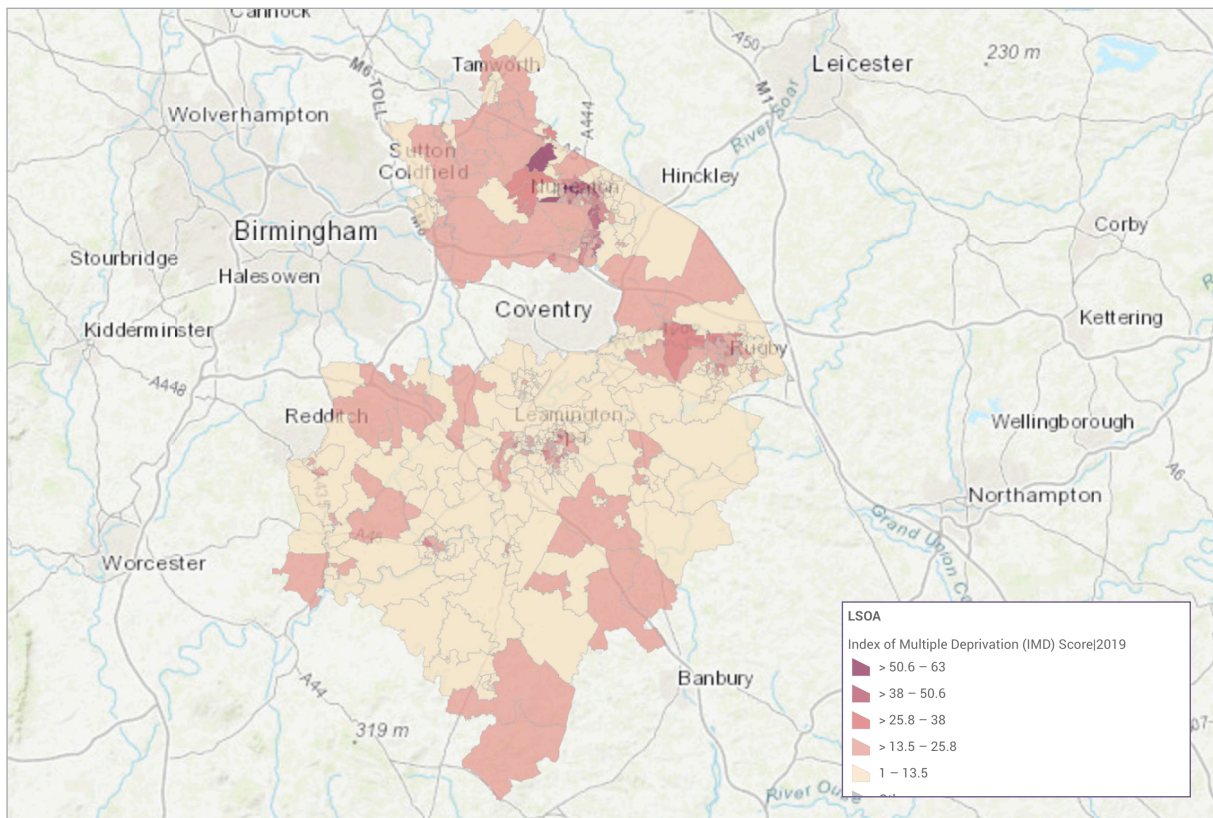 Cannock
A50
230 m
Leicester
Tamworth
M6-TOLL
A444
M1
River Soar
Wolverhampton
Sutton
Coldfield
Nuneaton
Hinckley
Birmingham
Corby
Stourbridge
Halesowen
Coventry
Kidderminster
Kettering
Rugby
A448
Redditch
Leamington
Spa
Wellingborough
A435
A6
Northampton
Grand Union Ca
A46
Worcester
LSOA
Index of Multiple Deprivation (IMD) Score|2019
> 50.6 – 63
> 38 – 50.6
> 25.8 – 38
> 13.5 – 25.8
1 – 13.5
Banbury
A44
319 m
River Ouse